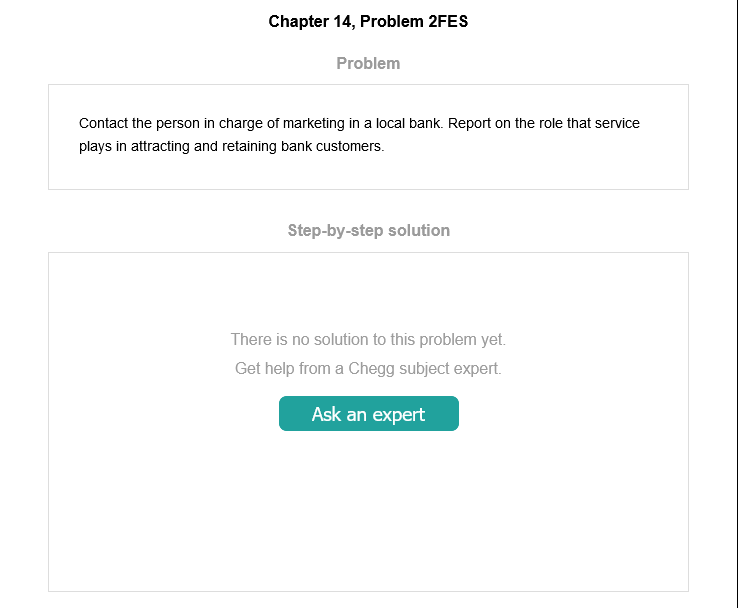 Chapter 14, Problem 2FES
Problem
Contact the person in charge of marketing in a local bank. Report on the role that service
plays in attracting and retaining bank customers.
Step-by-step solution
There is no solution to this problem yet.
Get help from a Chegg subject expert.
Ask an expert